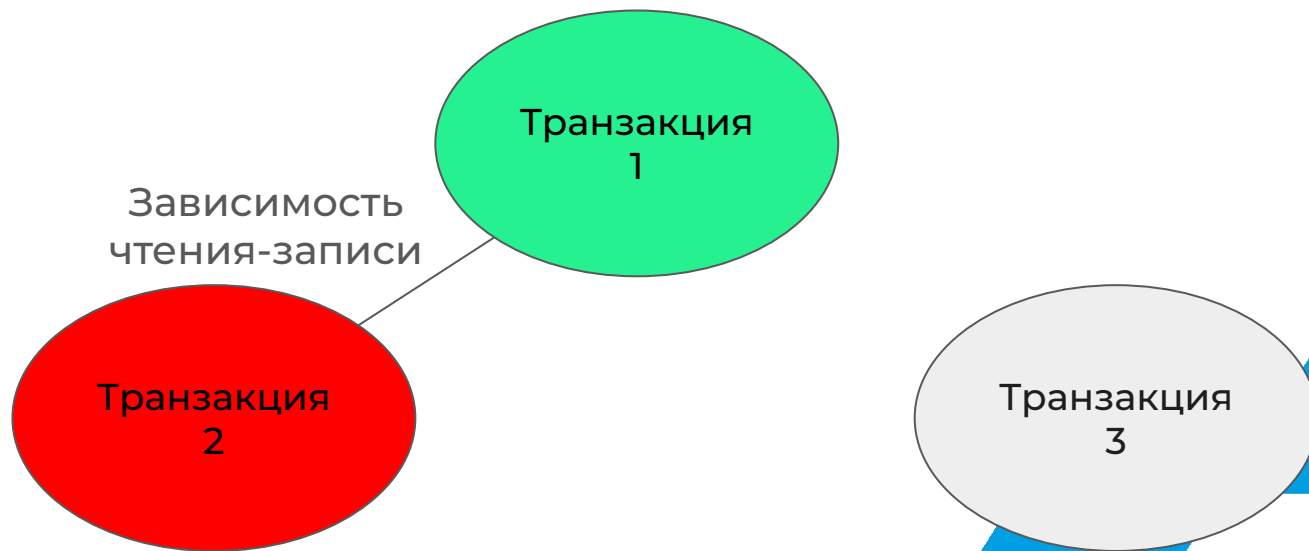 Транзакция
1
Зависимость
чтения-записи
Транзакция
2
Транзакция
3